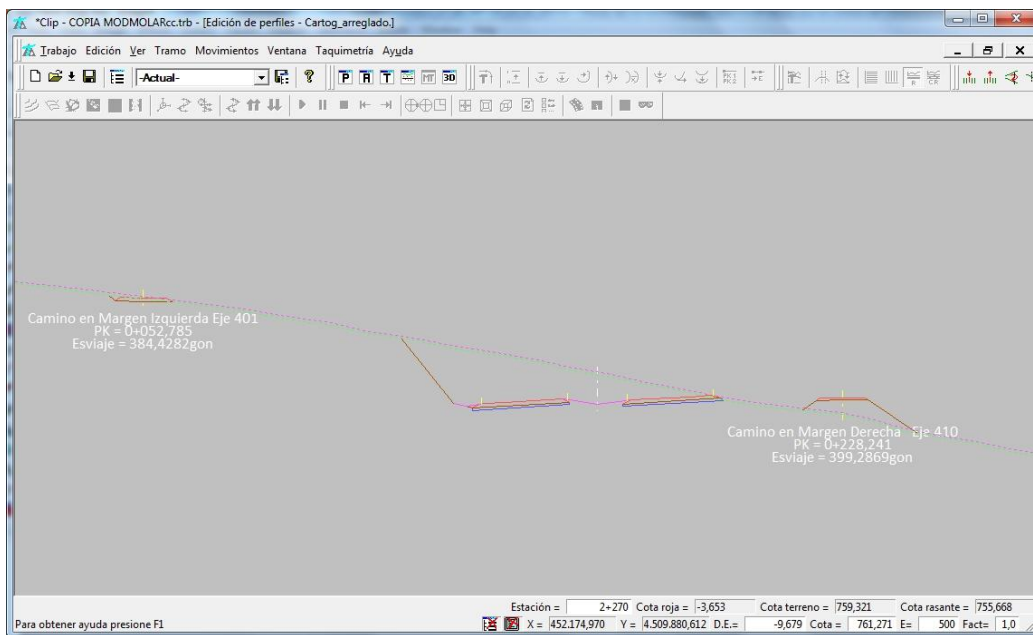 *Clip - COPIA MODMOLARcc.trb - [Edición de perfiles - Cartog_arreglado.]
Trabajo Edición Ver Tramo Movimientos Ventana Taquimetría Ayuda
-Actual- P A T MT 3D
Camino en Margen Izquierda Eje 401
PK = 0+052,785
Esviaje = 384,4282gon
Camino en Margen Derecha Eje 410
PK = 0+228,241
Esviaje = 399,2869gon
Estación = 2+270 Cota roja = -3,653 Cota terreno = 759,321 Cota rasante = 755,668
Para obtener ayuda presione F1 X = 452.174,970 Y = 4.509.880,612 D.E.= -9,679 Cota = 761,271 E= 500 Fact= 1,0